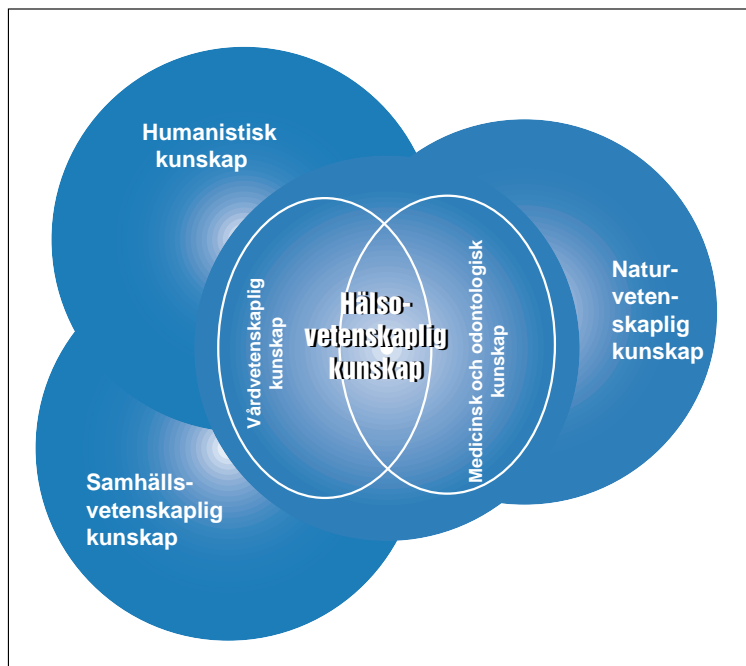 Humanistisk
kunskap
Natur-
veten-
skaplig
kunskap
Hälso-
vetenskaplig
kunskap
Vårdvetenskaplig
kunskap
Medicinsk och odontologisk
kunskap
Samhälls-
vetenskaplig
kunskap